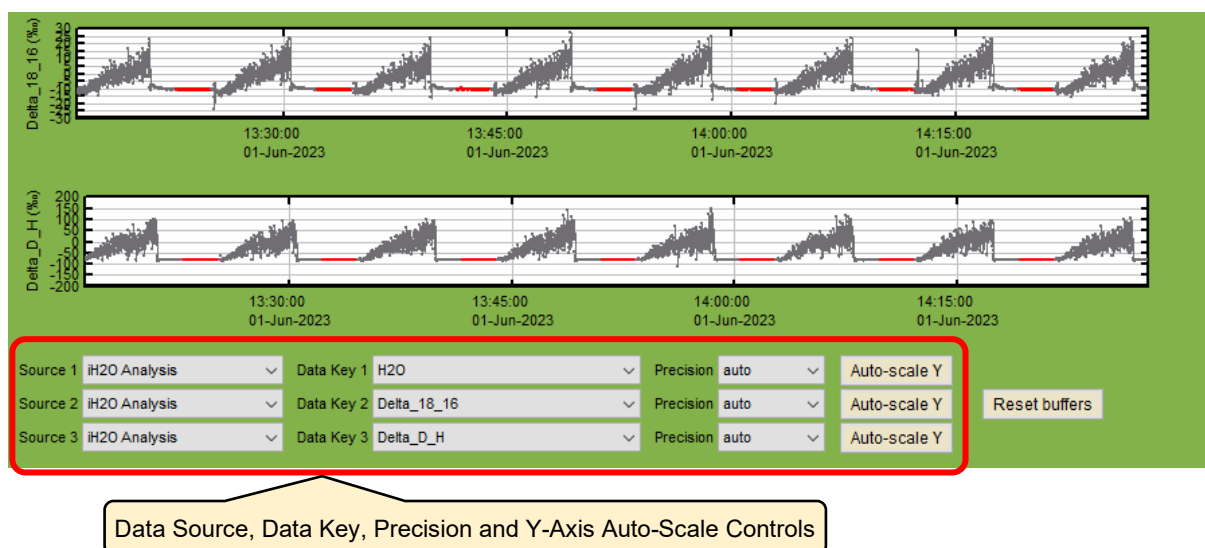 Delta_18_16 (‰)
30
-30
13:30:00 13:45:00 14:00:00 14:15:00
01-Jun-2023 01-Jun-2023 01-Jun-2023 01-Jun-2023
Delta_D_H (‰)
200
150
100
50
0
-50
-100
-150
-200
13:30:00 13:45:00 14:00:00 14:15:00
01-Jun-2023 01-Jun-2023 01-Jun-2023 01-Jun-2023
Source 1 iH2O Analysis Data Key 1 H2O Precision auto Auto-scale Y
Source 2 iH2O Analysis Data Key 2 Delta_18_16 Precision auto Auto-scale Y Reset buffers
Source 3 iH2O Analysis Data Key 3 Delta_D_H Precision auto Auto-scale Y
Data Source, Data Key, Precision and Y-Axis Auto-Scale Controls